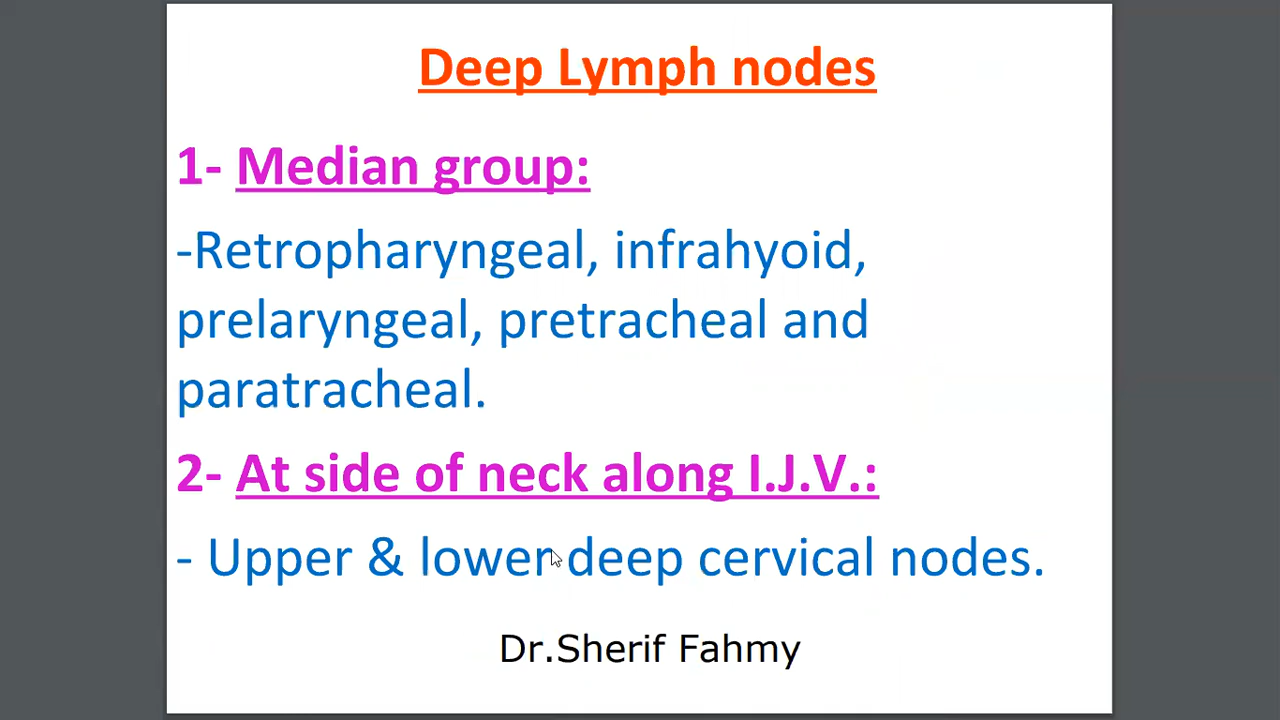 Deep Lymph nodes
1- Median group:
-Retropharyngeal, infrahyoid,
prelaryngeal, pretracheal and
paratracheal.
2- At side of neck along I.J.V.:
- Upper & lower deep cervical nodes.
Dr.Sherif Fahmy